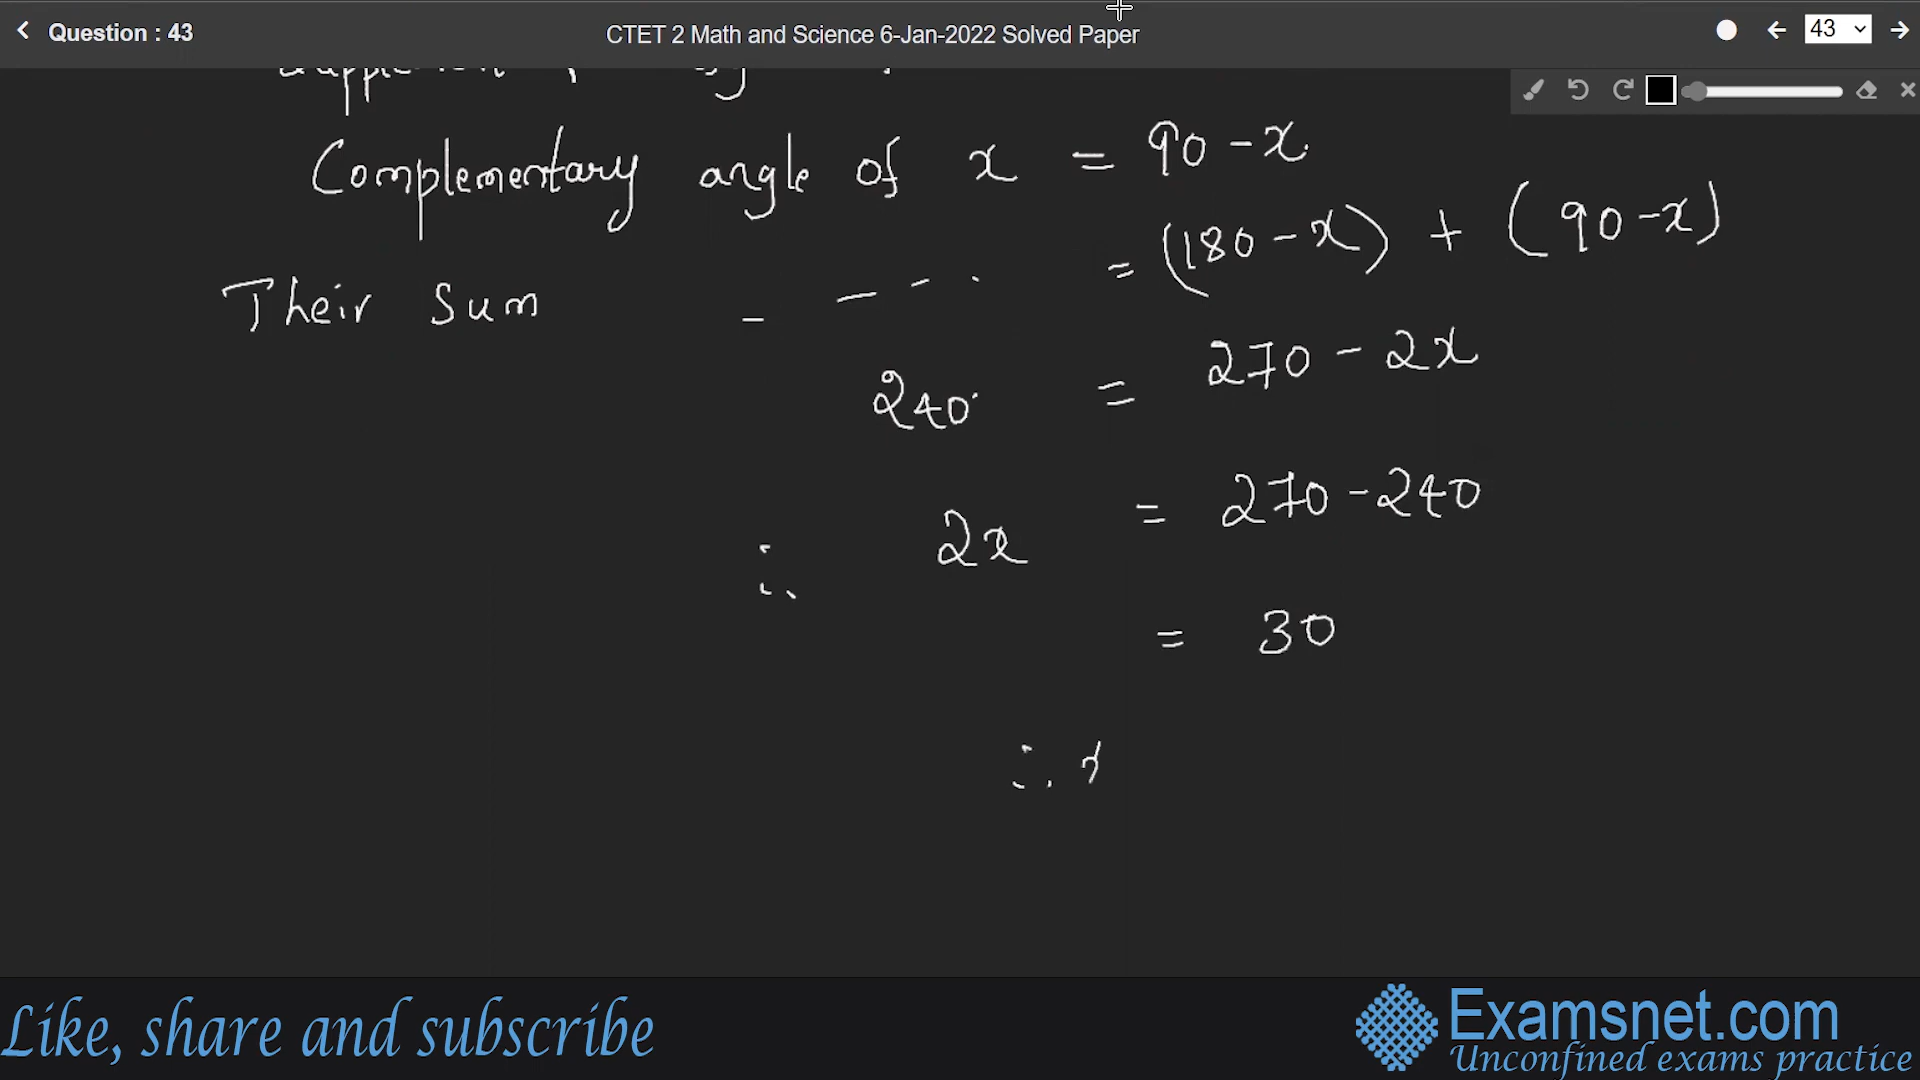 Question : 43
CTET 2 Math and Science 6-Jan-2022 Solved Paper
43
Complementary angle of x = 90 - x
Their Sum = (180 - x) + (90 - x)
240 = 270 - 2x
∴ 2x = 270 - 240
= 30
∴ x
Like, share and subscribe
Examsnet.com
Unconfined exams practice